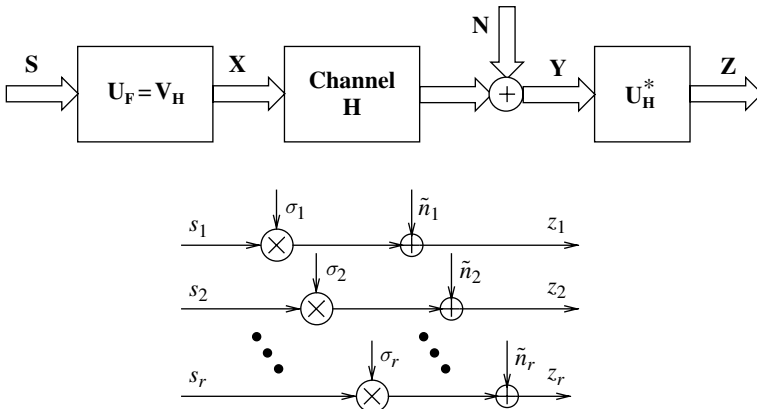 N
S
U_F = V_H
X
Channel
H
+
Y
U_H^*
Z
σ_1
ñ_1
s_1
×
+
z_1
σ_2
ñ_2
s_2
×
+
z_2
σ_r
ñ_r
s_r
×
+
z_r